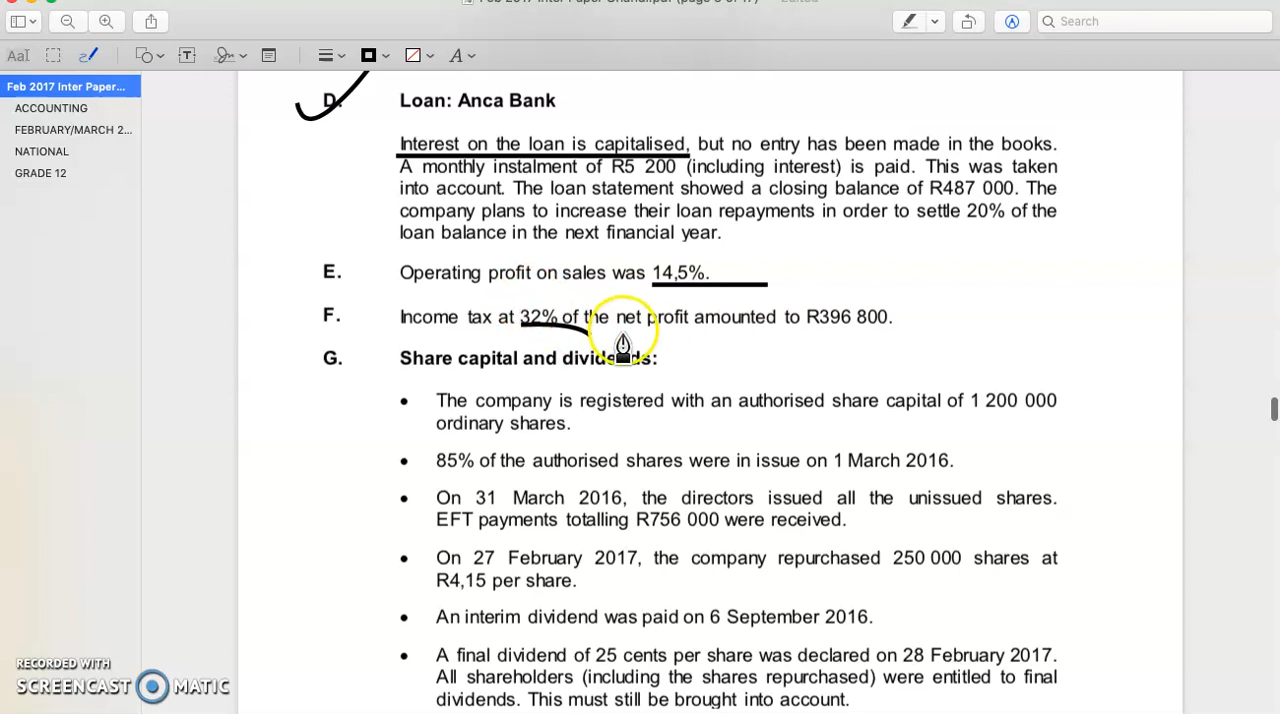 Search
Feb 2017 Inter Paper...
ACCOUNTING
FEBRUARY/MARCH 2...
NATIONAL
GRADE 12
D. Loan: Anca Bank
Interest on the loan is capitalised, but no entry has been made in the books.
A monthly instalment of R5 200 (including interest) is paid. This was taken
into account. The loan statement showed a closing balance of R487 000. The
company plans to increase their loan repayments in order to settle 20% of the
loan balance in the next financial year.
E. Operating profit on sales was 14,5%.
F. Income tax at 32% of the net profit amounted to R396 800.
G. Share capital and dividends:
• The company is registered with an authorised share capital of 1 200 000
ordinary shares.
• 85% of the authorised shares were in issue on 1 March 2016.
• On 31 March 2016, the directors issued all the unissued shares.
EFT payments totalling R756 000 were received.
• On 27 February 2017, the company repurchased 250 000 shares at
R4,15 per share.
• An interim dividend was paid on 6 September 2016.
• A final dividend of 25 cents per share was declared on 28 February 2017.
All shareholders (including the shares repurchased) were entitled to final
dividends. This must still be brought into account.
RECORDED WITH
SCREENCAST MATIC